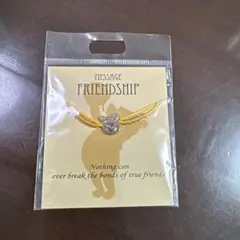 MESSAGE
FRIENDSHIP
Nothing can
ever break the bonds of true friends